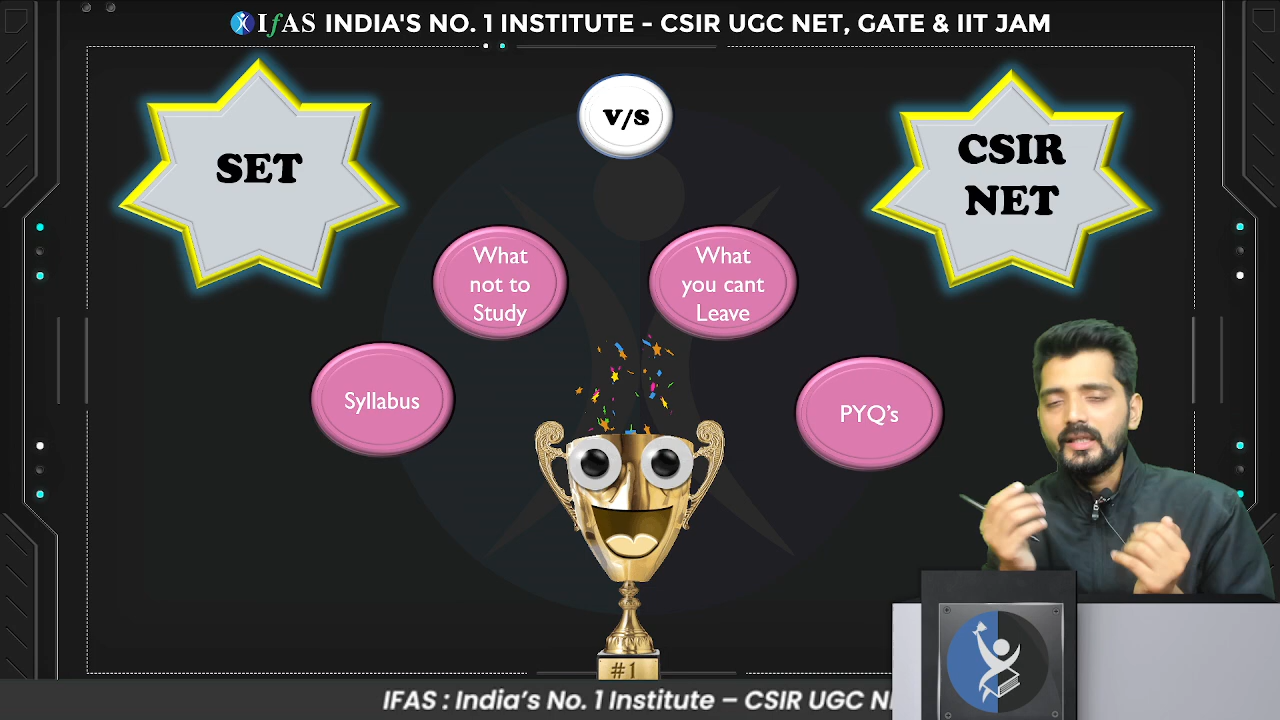 IFAS INDIA'S NO. 1 INSTITUTE - CSIR UGC NET, GATE & IIT JAM
SET
V/S
CSIR
NET
What
not to
Study
What
you cant
Leave
Syllabus
PYQ's
#1
IFAS : India's No. 1 Institute – CSIR UGC